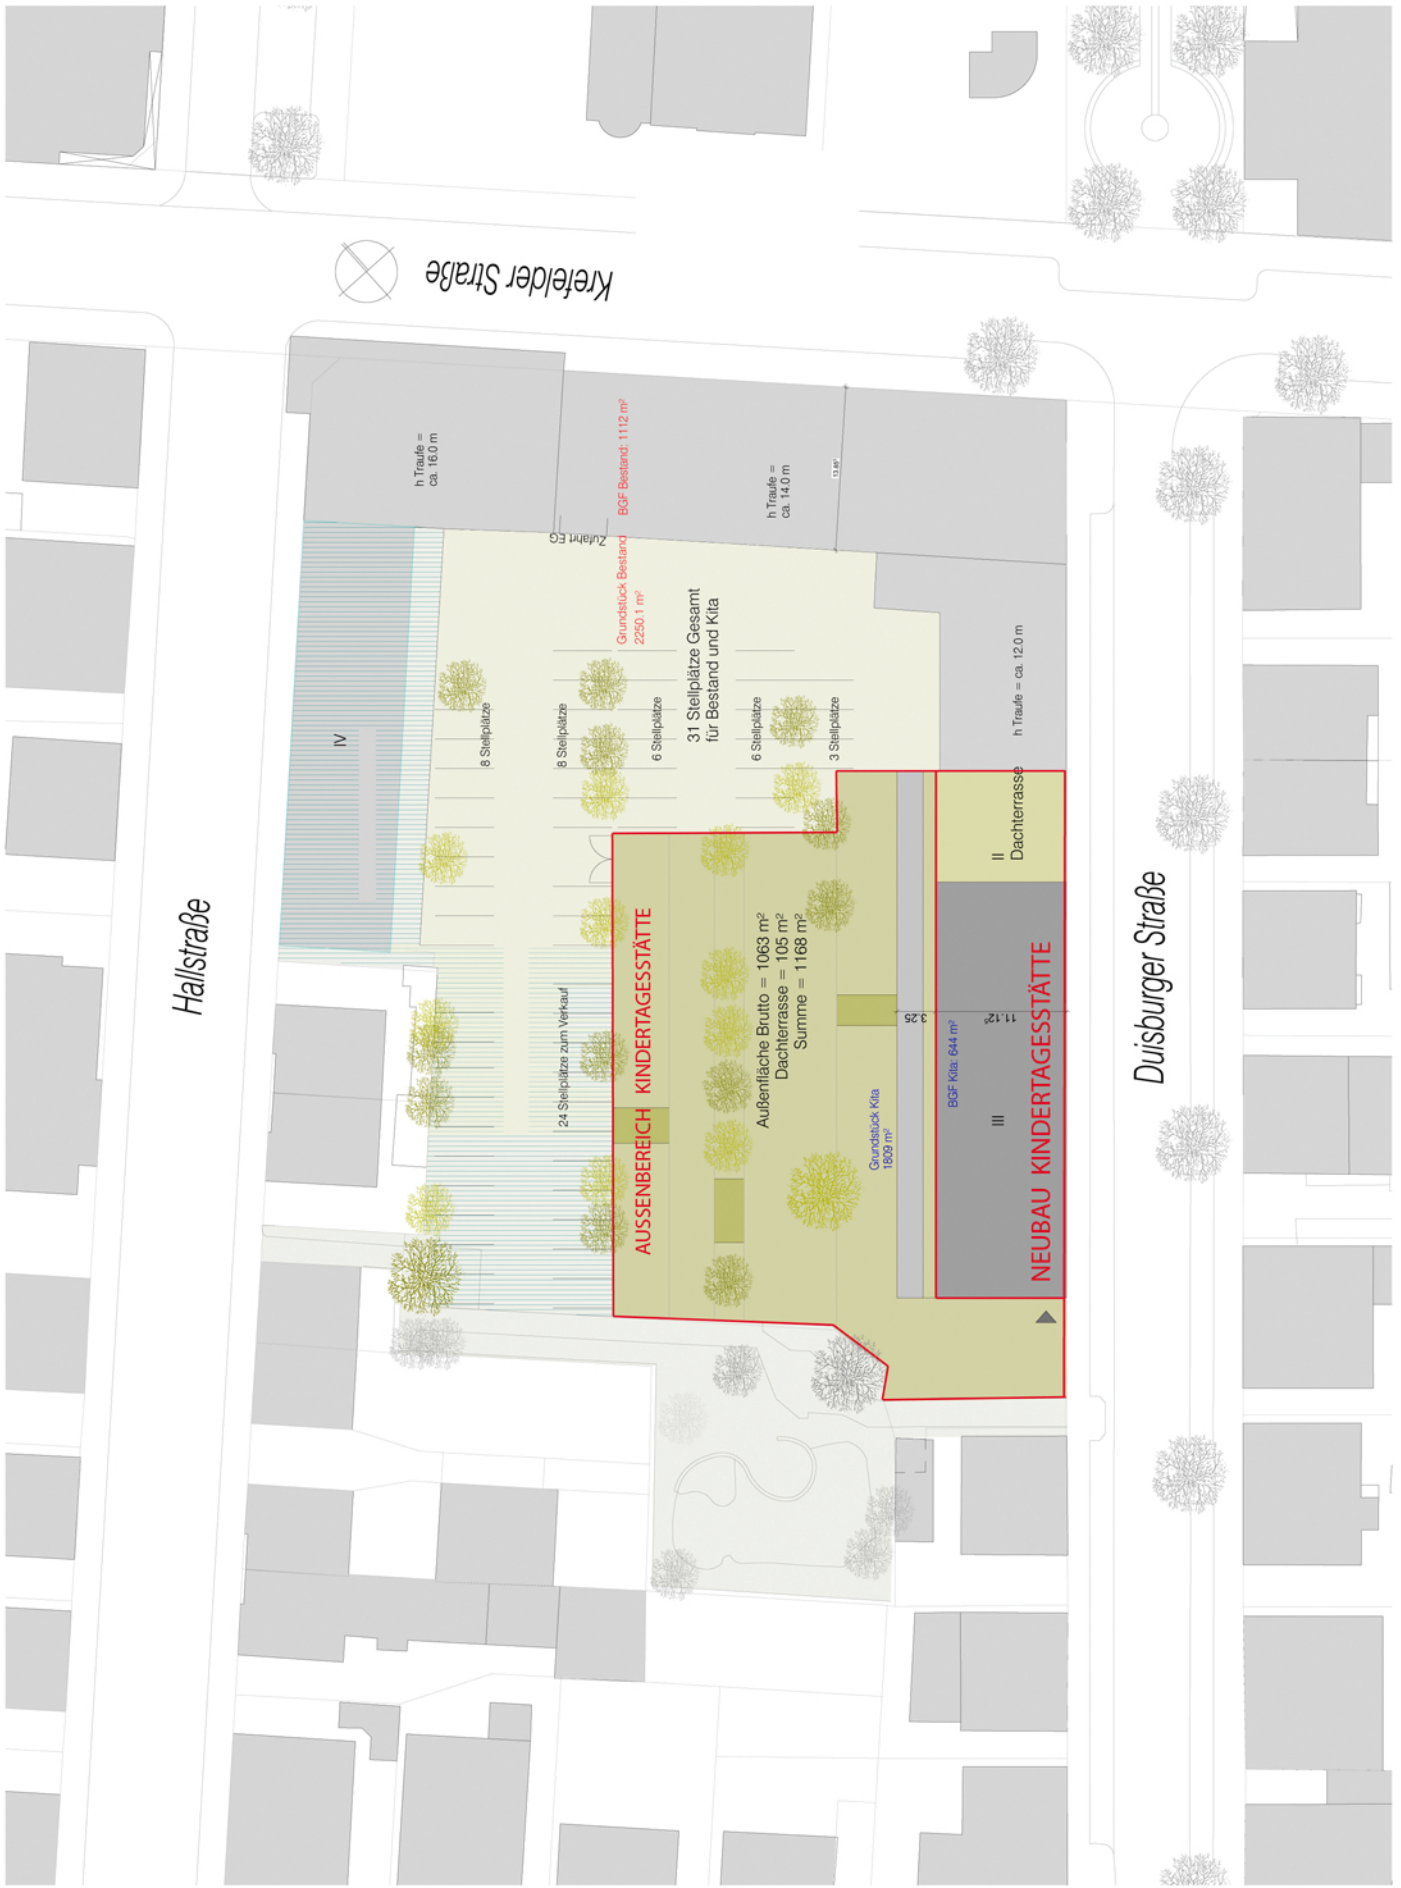 Krefelder Straße
h Traufe =
ca. 16.0 m
BGF Bestand: 1112 m²
h Traufe =
ca. 14.0 m
Zufahrt EG
Grundstück Bestand
2250.1 m²
31 Stellplätze Gesamt
für Bestand und Kita
h Traufe = ca. 12.0 m
IV
8 Stellplätze
8 Stellplätze
6 Stellplätze
6 Stellplätze
3 Stellplätze
II
Dachterrasse
Hallstraße
24 Stellplätze zum Verkauf
AUSSENBEREICH KINDERTAGESSTÄTTE
Außenfläche Brutto = 1063 m²
Dachterrasse = 105 m²
Summe = 1168 m²
3.25
11.12⁵
Grundstück Kita
1809 m²
BGF Kita: 644 m²
III
NEUBAU KINDERTAGESSTÄTTE
Duisburger Straße